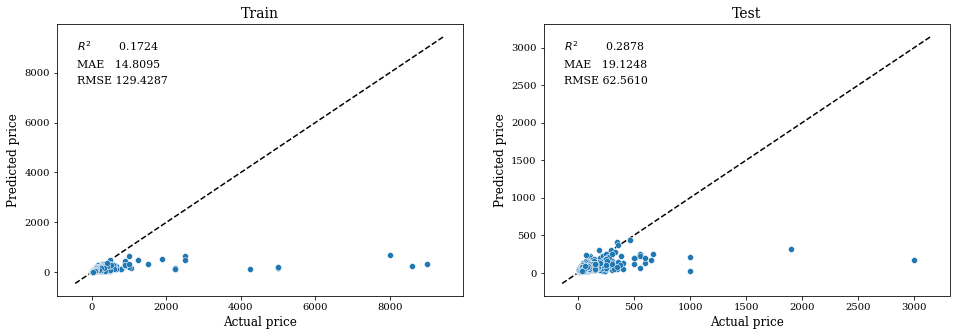 Train
R² 0.1724
MAE 14.8095
RMSE 129.4287
Predicted price
8000
6000
4000
2000
0
0 2000 4000 6000 8000
Actual price
Test
R² 0.2878
MAE 19.1248
RMSE 62.5610
Predicted price
3000
2500
2000
1500
1000
500
0
0 500 1000 1500 2000 2500 3000
Actual price